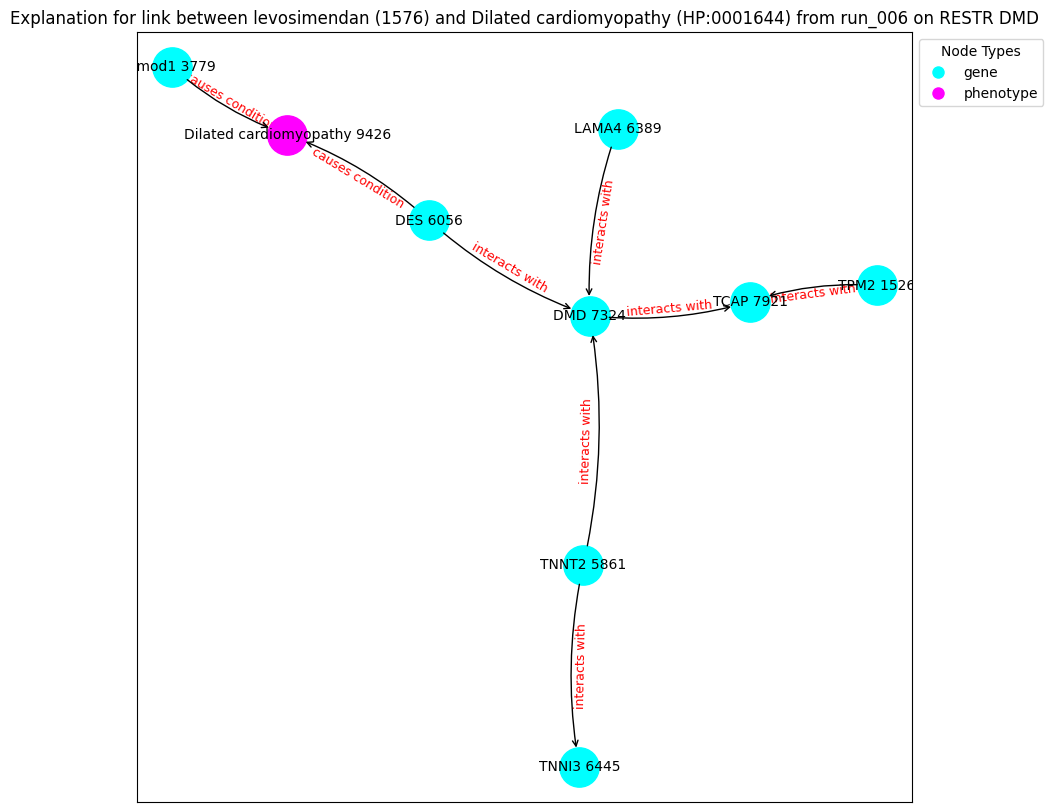 Explanation for link between levosimendan (1576) and Dilated cardiomyopathy (HP:0001644) from run_006 on RESTR DMD
Node Types
gene
phenotype
mod1 3779
auses condition
Dilated cardiomyopathy 9426
causes condition
LAMA4 6389
DES 6056
interacts with
interacts with
TPM2 1526
interacts with
TCAP 7921
interacts with
DMD 7324
interacts with
TNNT2 5861
interacts with
TNNI3 6445